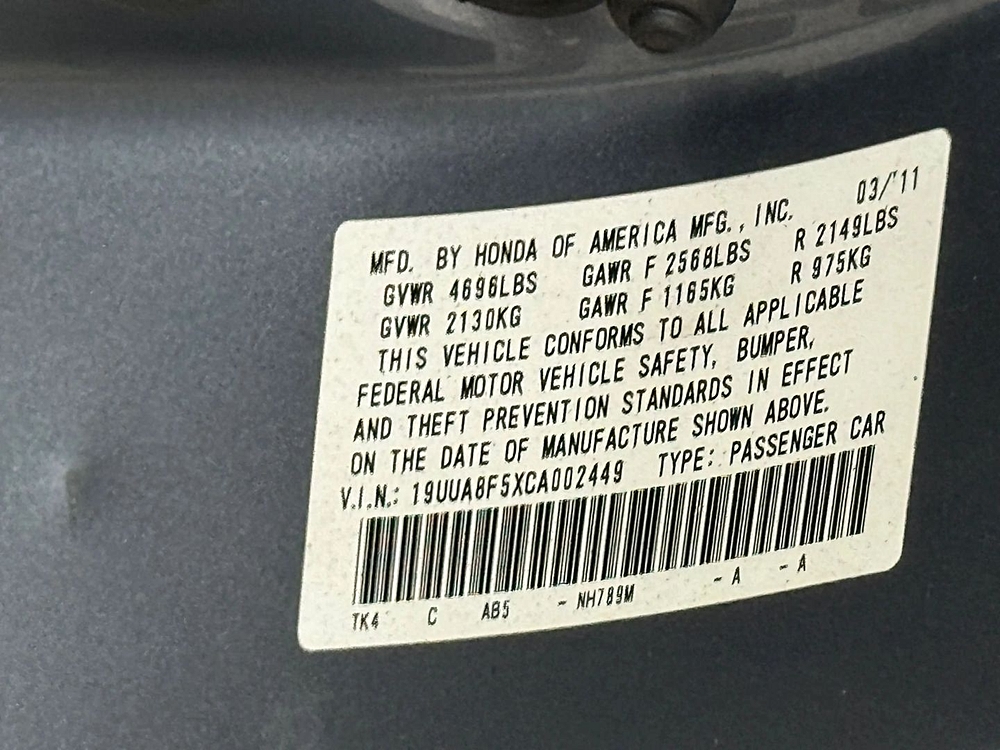 03/'11
MFD. BY HONDA OF AMERICA MFG., INC.
GVWR 4696LBS GAWR F 2568LBS R 2149LBS
GVWR 2130KG GAWR F 1165KG R 975KG
THIS VEHICLE CONFORMS TO ALL APPLICABLE
FEDERAL MOTOR VEHICLE SAFETY, BUMPER,
AND THEFT PREVENTION STANDARDS IN EFFECT
ON THE DATE OF MANUFACTURE SHOWN ABOVE.
V.I.N.: 19UUA8F5XCA002449 TYPE: PASSENGER CAR
TK4 C AB5 - NH789M - A - A